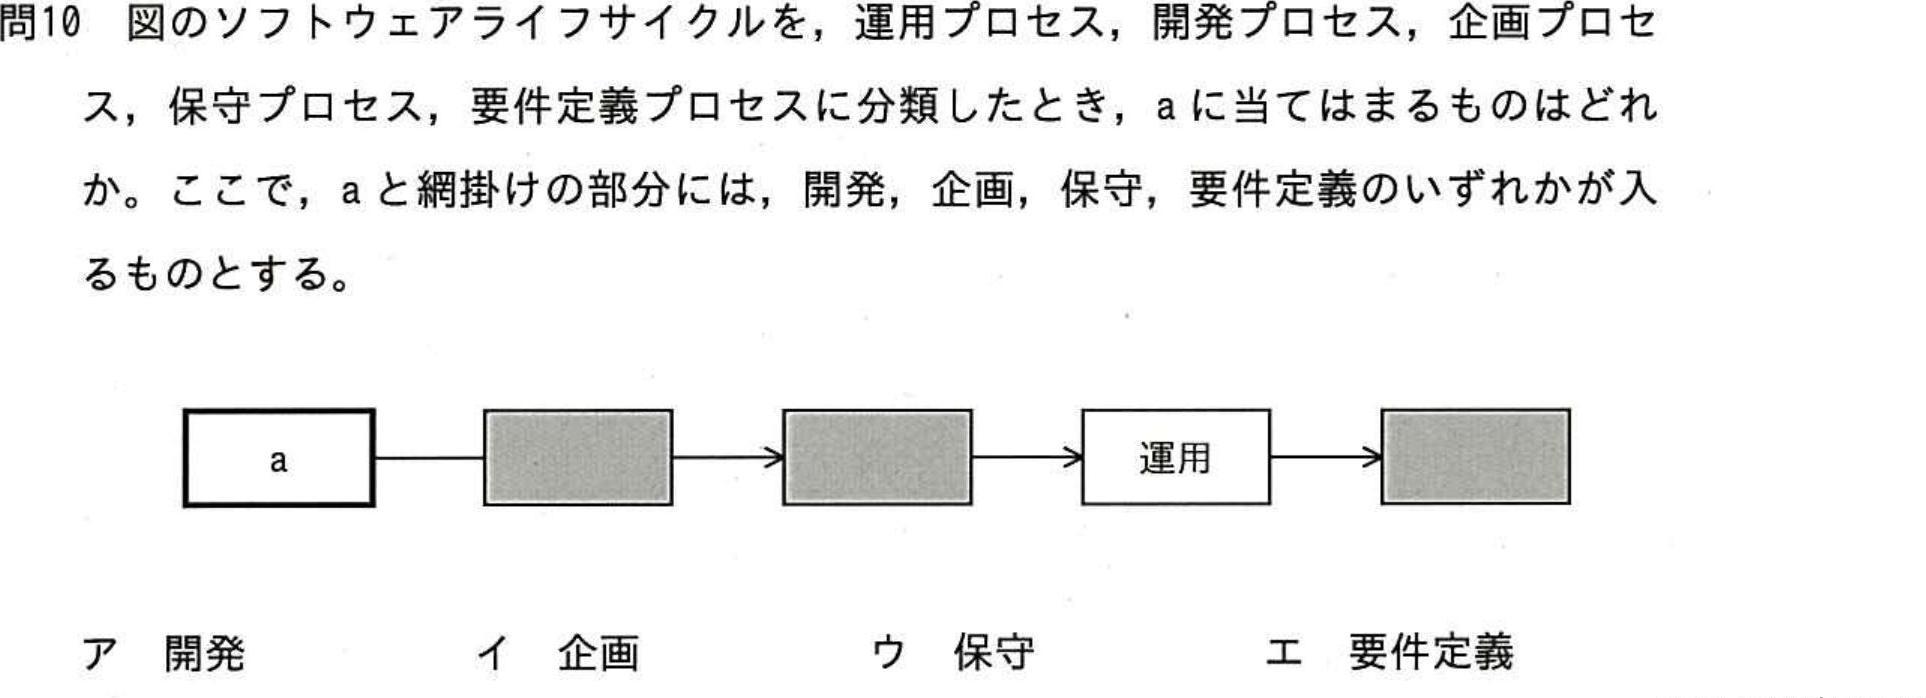 問10　図のソフトウェアライフサイクルを，運用プロセス，開発プロセス，企画プロセ
ス，保守プロセス，要件定義プロセスに分類したとき，a に当てはまるものはどれ
か。ここで，a と網掛けの部分には，開発，企画，保守，要件定義のいずれかが入
るものとする。
a　運用
ア　開発　イ　企画　ウ　保守　エ　要件定義